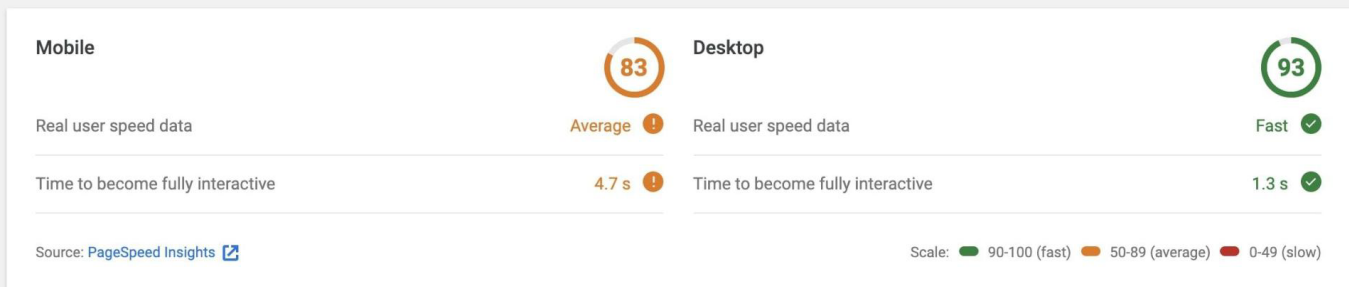 Mobile
83
Real user speed data Average
Time to become fully interactive 4.7 s
Desktop
93
Real user speed data Fast
Time to become fully interactive 1.3 s
Source: PageSpeed Insights
Scale: 90-100 (fast) 50-89 (average) 0-49 (slow)